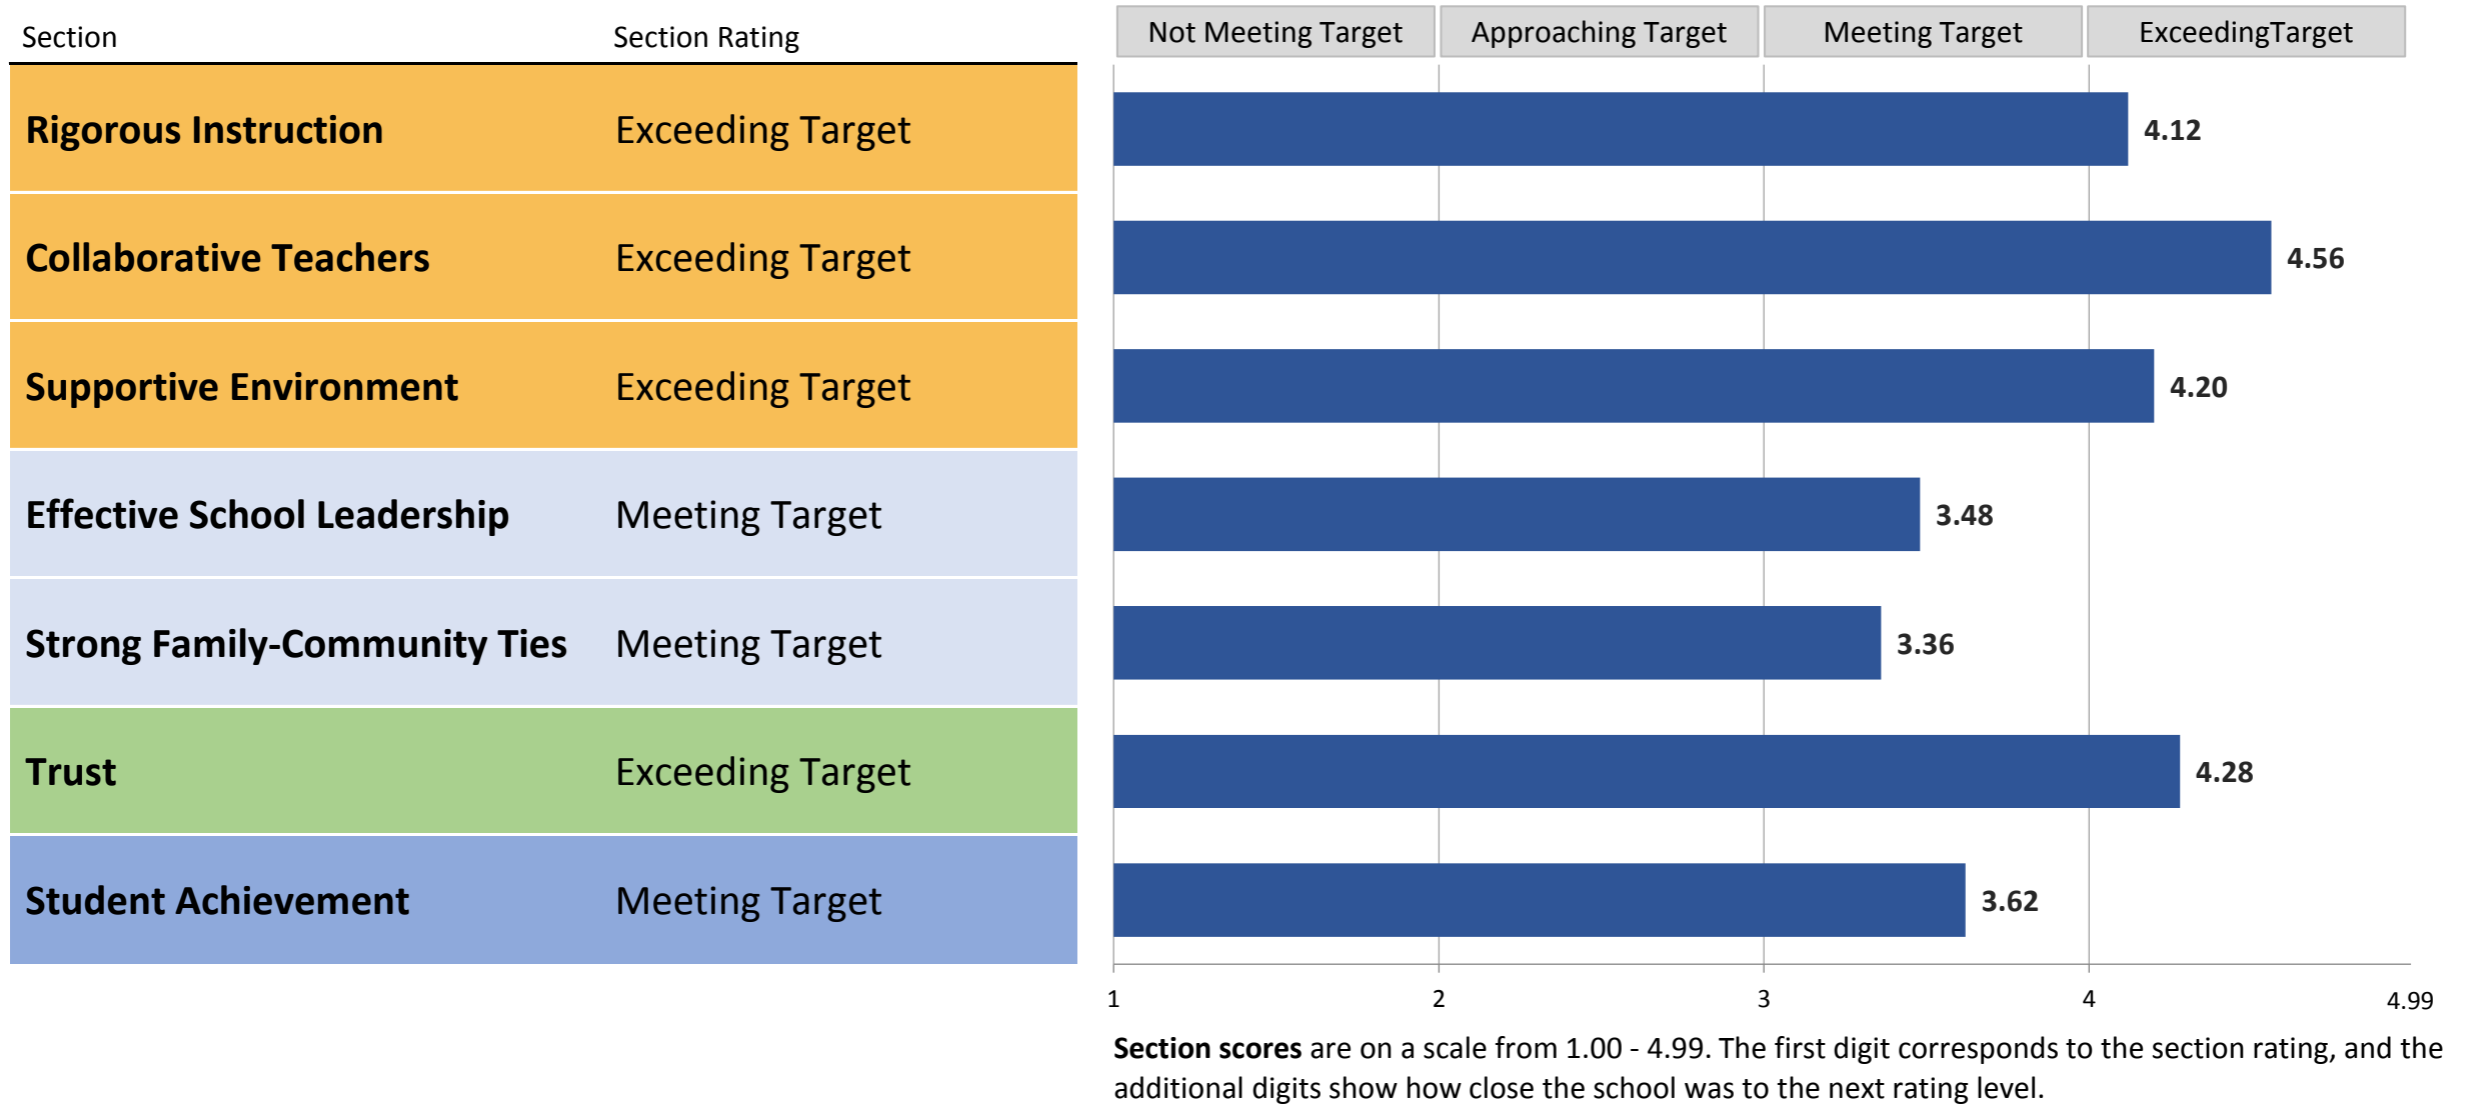 Section Section Rating Not Meeting Target Approaching Target Meeting Target ExceedingTarget
Rigorous Instruction Exceeding Target 4.12
Collaborative Teachers Exceeding Target 4.56
Supportive Environment Exceeding Target 4.20
Effective School Leadership Meeting Target 3.48
Strong Family-Community Ties Meeting Target 3.36
Trust Exceeding Target 4.28
Student Achievement Meeting Target 3.62
1 2 3 4 4.99
Section scores are on a scale from 1.00 - 4.99. The first digit corresponds to the section rating, and the
additional digits show how close the school was to the next rating level.